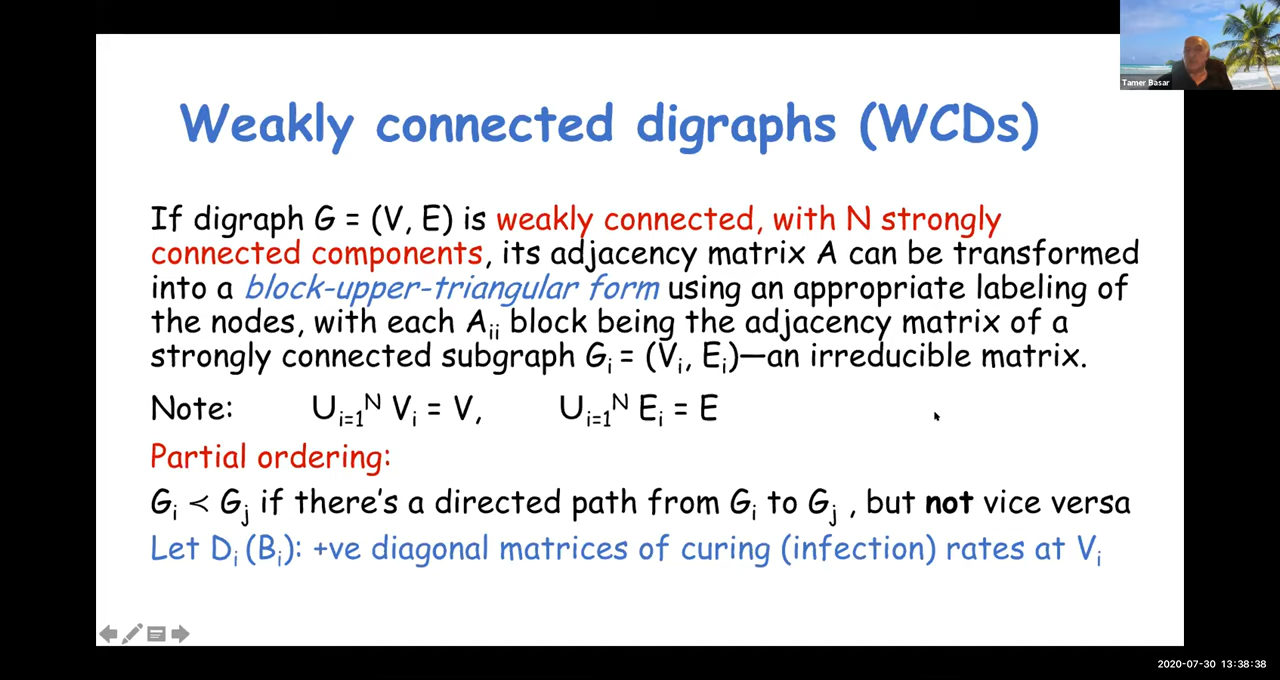 Tamer Basar
Weakly connected digraphs (WCDs)
If digraph G = (V, E) is weakly connected, with N strongly
connected components, its adjacency matrix A can be transformed
into a block-upper-triangular form using an appropriate labeling of
the nodes, with each Aᵢᵢ block being the adjacency matrix of a
strongly connected subgraph Gᵢ = (Vᵢ, Eᵢ)—an irreducible matrix.
Note: Uᵢ₌₁ᴺ Vᵢ = V, Uᵢ₌₁ᴺ Eᵢ = E
Partial ordering:
Gᵢ ≺ Gⱼ if there's a directed path from Gᵢ to Gⱼ , but not vice versa
Let Dᵢ (Bᵢ): +ve diagonal matrices of curing (infection) rates at Vᵢ
2020-07-30 13:38:38